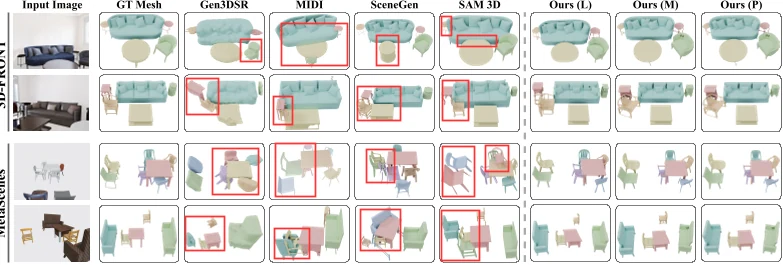 Input Image GT Mesh Gen3DSR MIDI SceneGen SAM 3D Ours (L) Ours (M) Ours (P)
3D-FRONT
MetaScenes